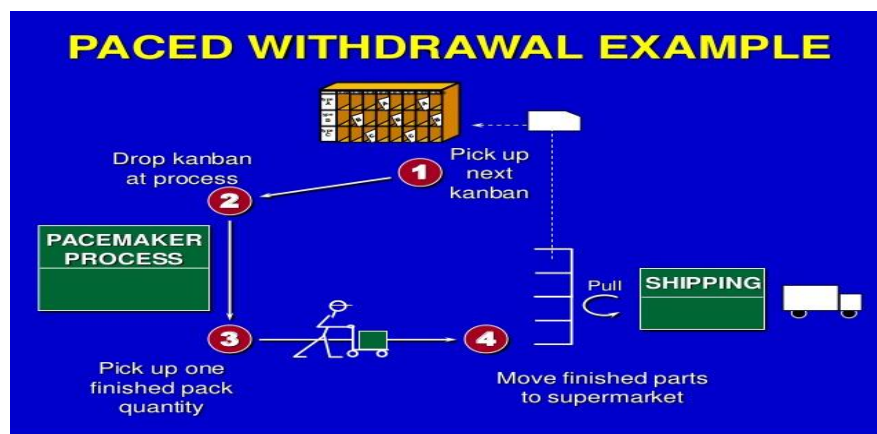 PACED WITHDRAWAL EXAMPLE
1
Pick up
next
kanban
Drop kanban
at process
2
PACEMAKER
PROCESS
3
Pick up one
finished pack
quantity
4
Move finished parts
to supermarket
Pull
SHIPPING